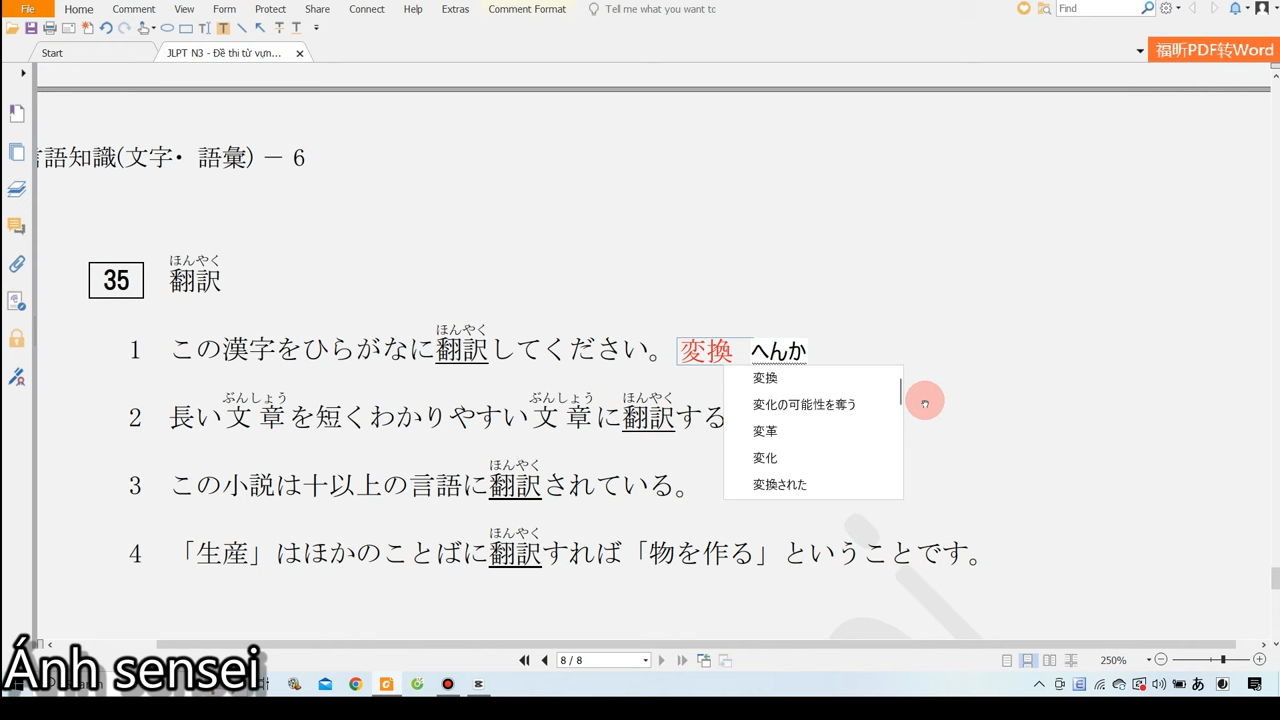 File Home Comment View Form Protect Share Connect Help Extras Comment Format Tell me what you want to Find
Start JLPT N3 - Đề thi từ vựn... 福昕PDF转Word
言語知識(文字・ 語彙) － 6
ほんやく
35 翻訳
ほんやく
1 この漢字をひらがなに翻訳してください。 変換 へんか
変換
変化の可能性を奪う
変革
変化
変換された
ぶんしょう ぶんしょう ほんやく
2 長い文章を短くわかりやすい文章に翻訳する
ほんやく
3 この小説は十以上の言語に翻訳されている。
ほんやく
4 「生産」はほかのことばに翻訳すれば「物を作る」ということです。
8 / 8 250%
Ánh sensei
あ